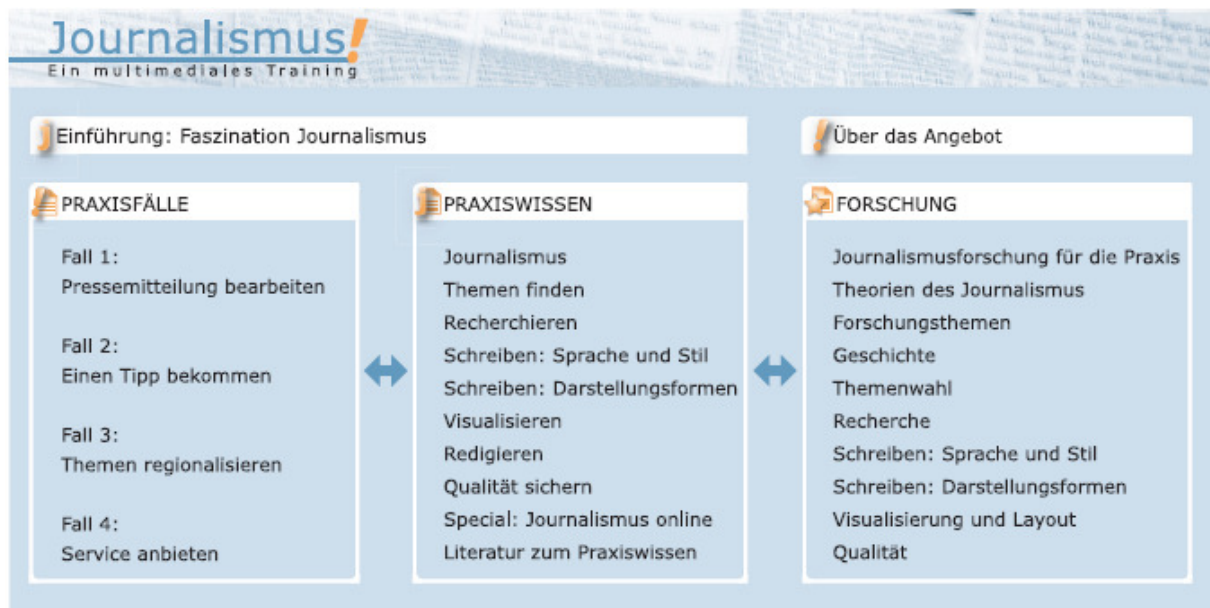 Journalismus!
Ein multimediales Training
Einführung: Faszination Journalismus
Über das Angebot
PRAXISFÄLLE
Fall 1:
Pressemitteilung bearbeiten
Fall 2:
Einen Tipp bekommen
Fall 3:
Themen regionalisieren
Fall 4:
Service anbieten
PRAXISWISSEN
Journalismus
Themen finden
Recherchieren
Schreiben: Sprache und Stil
Schreiben: Darstellungsformen
Visualisieren
Redigieren
Qualität sichern
Special: Journalismus online
Literatur zum Praxiswissen
FORSCHUNG
Journalismusforschung für die Praxis
Theorien des Journalismus
Forschungsthemen
Geschichte
Themenwahl
Recherche
Schreiben: Sprache und Stil
Schreiben: Darstellungsformen
Visualisierung und Layout
Qualität